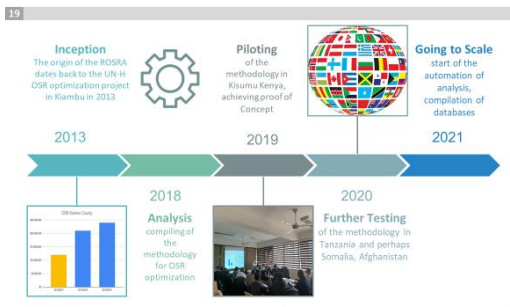 19
Inception
The origin of the ROSRA
dates back to the UN-H
OSR optimization project
in Kiambu in 2013
Piloting
of the
methodology in
Kisumu Kenya,
achieving proof of
Concept
Going to Scale
start of the
automation of
analysis,
compilation of
databases
2013
2019
2021
2018
Analysis
compiling of
the
methodology
for OSR
optimization
2020
Further Testing
of the methodology in
Tanzania and perhaps
Somalia, Afghanistan